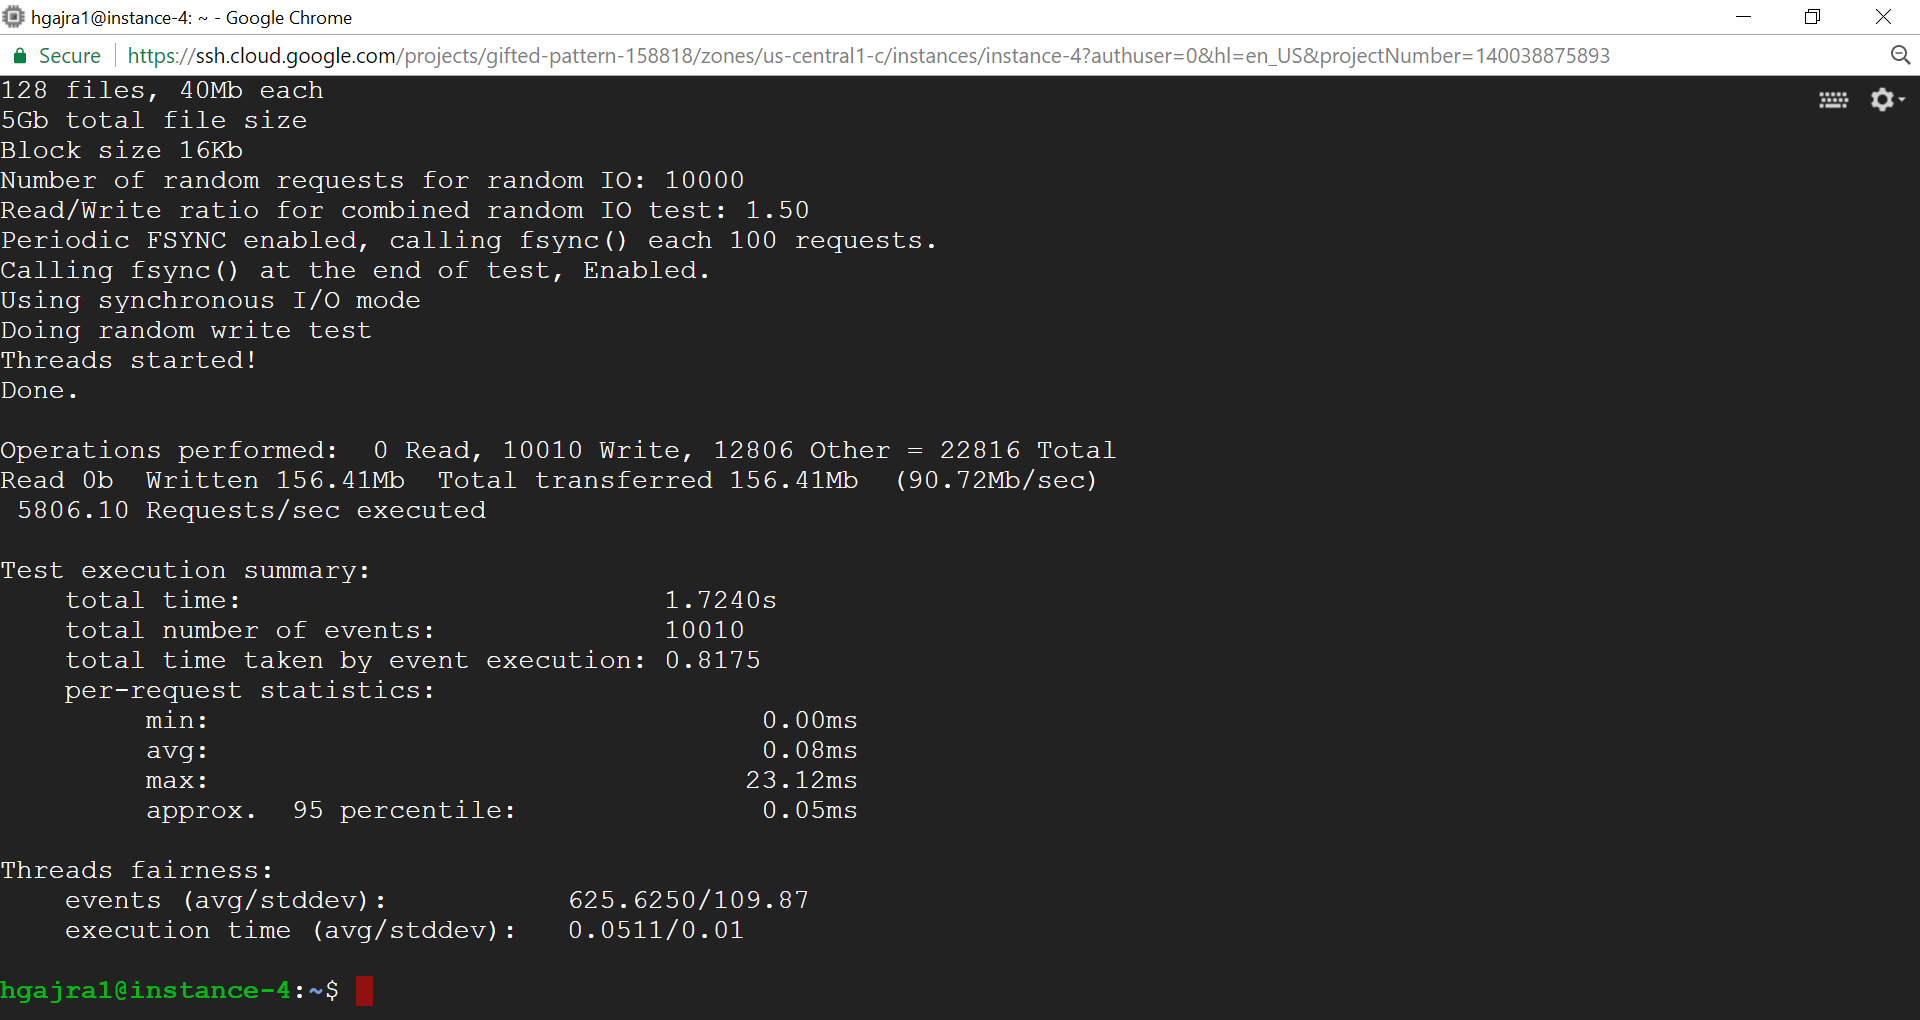 hgajra1@instance-4: ~ - Google Chrome
Secure https://ssh.cloud.google.com/projects/gifted-pattern-158818/zones/us-central1-c/instances/instance-4?authuser=0&hl=en_US&projectNumber=140038875893
128 files, 40Mb each
5Gb total file size
Block size 16Kb
Number of random requests for random IO: 10000
Read/Write ratio for combined random IO test: 1.50
Periodic FSYNC enabled, calling fsync() each 100 requests.
Calling fsync() at the end of test, Enabled.
Using synchronous I/O mode
Doing random write test
Threads started!
Done.
Operations performed:  0 Read, 10010 Write, 12806 Other = 22816 Total
Read 0b  Written 156.41Mb  Total transferred 156.41Mb  (90.72Mb/sec)
 5806.10 Requests/sec executed
Test execution summary:
    total time:                          1.7240s
    total number of events:              10010
    total time taken by event execution: 0.8175
    per-request statistics:
         min:                                  0.00ms
         avg:                                  0.08ms
         max:                                 23.12ms
         approx.  95 percentile:               0.05ms
Threads fairness:
    events (avg/stddev):           625.6250/109.87
    execution time (avg/stddev):   0.0511/0.01
hgajra1@instance-4:~$